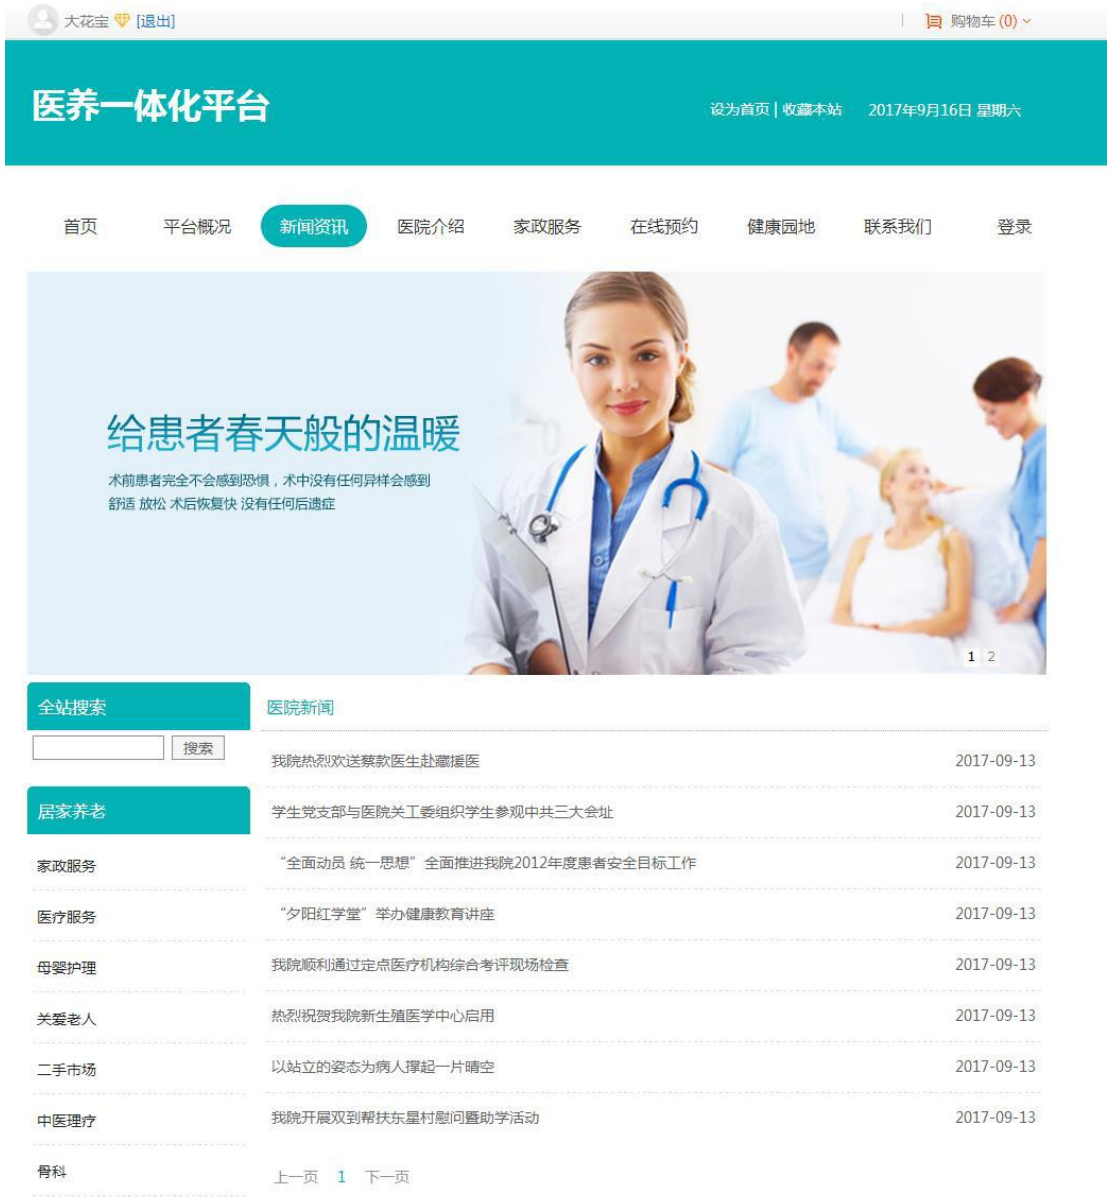 大花宝 [退出]
购物车 (0)
医养一体化平台
设为首页 | 收藏本站 2017年9月16日 星期六
首页 平台概况 新闻资讯 医院介绍 家政服务 在线预约 健康园地 联系我们 登录
给患者春天般的温暖
术前患者完全不会感到恐惧，术中没有任何异样会感到
舒适 放松 术后恢复快 没有任何后遗症
1 2
全站搜索
搜索
居家养老
家政服务
医疗服务
母婴护理
关爱老人
二手市场
中医理疗
骨科
医院新闻
我院热烈欢送蔡款医生赴藏援医 2017-09-13
学生党支部与医院关工委组织学生参观中共三大会址 2017-09-13
“全面动员 统一思想”全面推进我院2012年度患者安全目标工作 2017-09-13
“夕阳红学堂”举办健康教育讲座 2017-09-13
我院顺利通过定点医疗机构综合考评现场检查 2017-09-13
热烈祝贺我院新生殖医学中心启用 2017-09-13
以站立的姿态为病人撑起一片晴空 2017-09-13
我院开展双到帮扶东星村慰问暨助学活动 2017-09-13
上一页 1 下一页